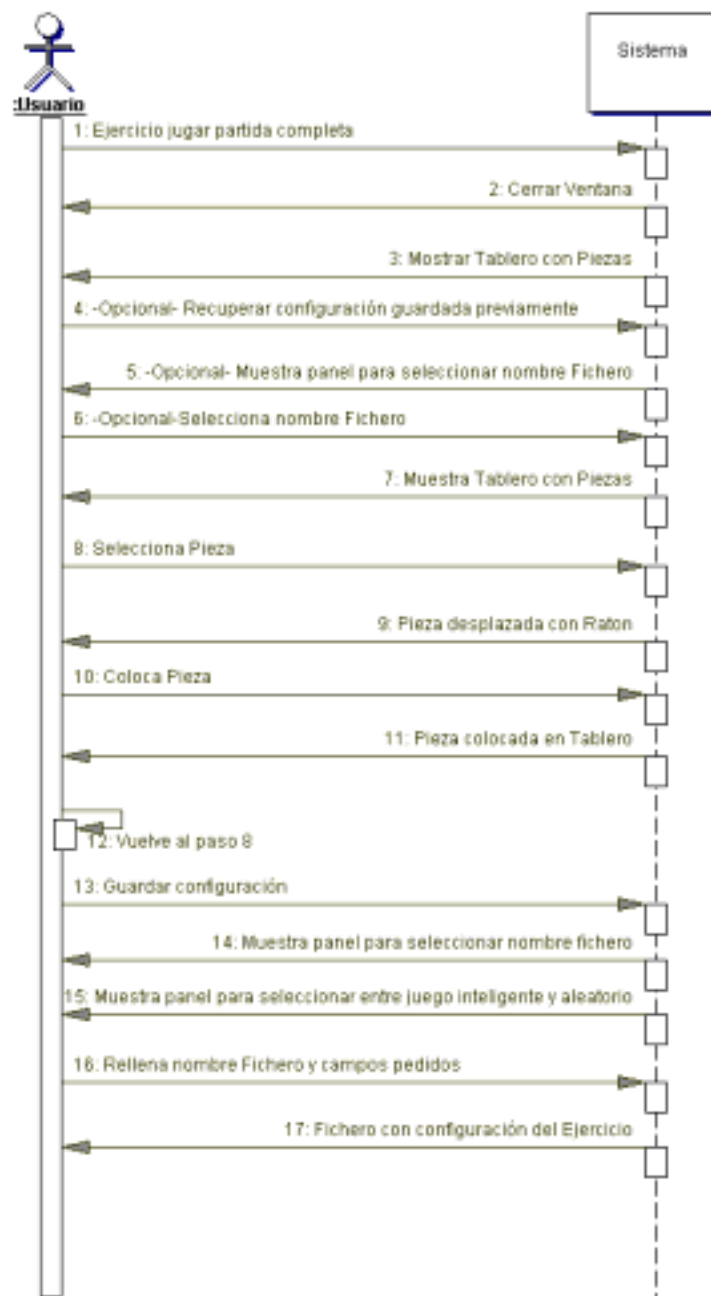 Sistema
:Usuario
1: Ejercicio jugar partida completa
2: Cerrar Ventana
3: Mostrar Tablero con Piezas
4: -Opcional- Recuperar configuración guardada previamente
5: -Opcional- Muestra panel para seleccionar nombre Fichero
6: -Opcional-Selecciona nombre Fichero
7: Muestra Tablero con Piezas
8: Selecciona Pieza
9: Pieza desplazada con Raton
10: Coloca Pieza
11: Pieza colocada en Tablero
12: Vuelve al paso 8
13: Guardar configuración
14: Muestra panel para seleccionar nombre fichero
15: Muestra panel para seleccionar entre juego inteligente y aleatorio
16: Rellena nombre Fichero y campos pedidos
17: Fichero con configuración del Ejercicio